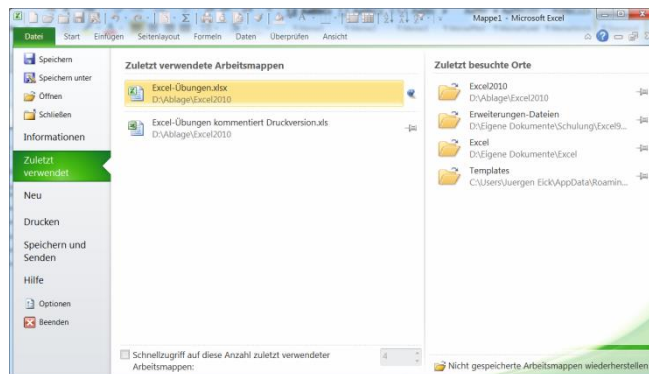 Mappe1 - Microsoft Excel
Datei Start Einfügen Seitenlayout Formeln Daten Überprüfen Ansicht
Speichern
Speichern unter
Öffnen
Schließen
Informationen
Zuletzt
verwendet
Neu
Drucken
Speichern und
Senden
Hilfe
Optionen
Beenden
Zuletzt verwendete Arbeitsmappen
Excel-Übungen.xlsx
D:\Ablage\Excel2010
Excel-Übungen kommentiert Druckversion.xls
D:\Ablage\Excel2010
Schnellzugriff auf diese Anzahl zuletzt verwendeter
Arbeitsmappen:
4
Zuletzt besuchte Orte
Excel2010
D:\Ablage\Excel2010
Erweiterungen-Dateien
D:\Eigene Dokumente\Schulung\Excel9...
Excel
D:\Eigene Dokumente\Excel
Templates
C:\Users\Juergen Eick\AppData\Roamin...
Nicht gespeicherte Arbeitsmappen wiederherstellen